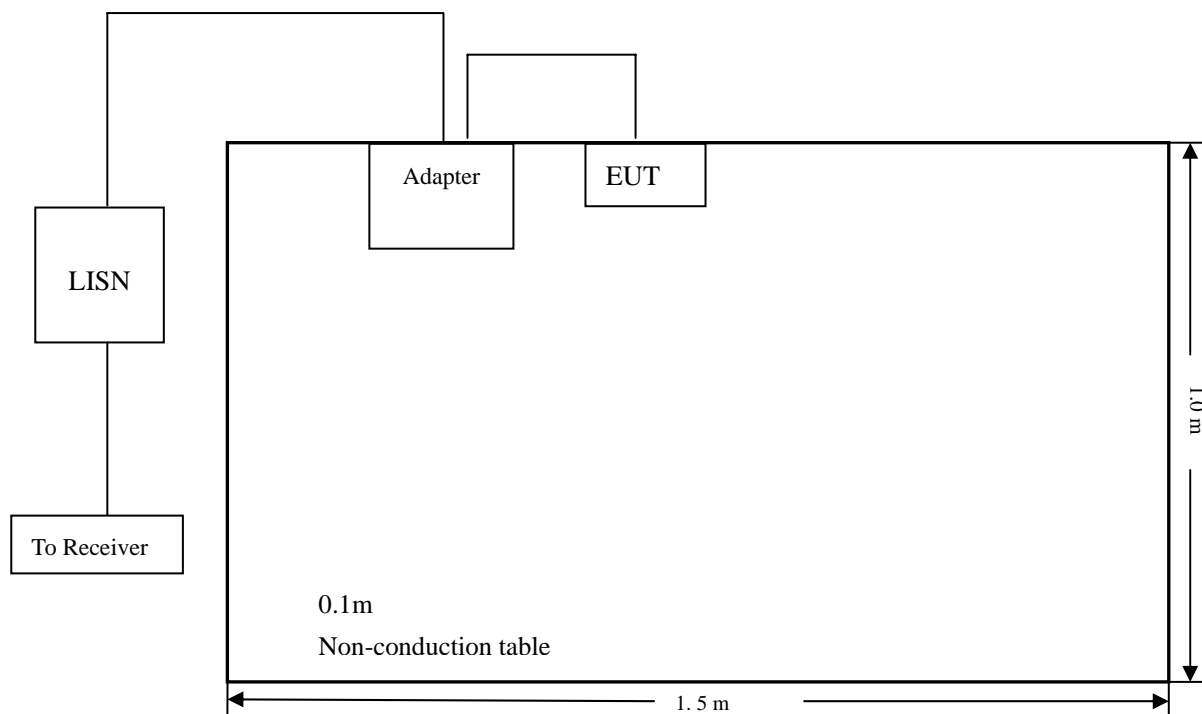 Adapter
EUT
LISN
1.0 m
To Receiver
0.1m
Non-conduction table
1. 5 m